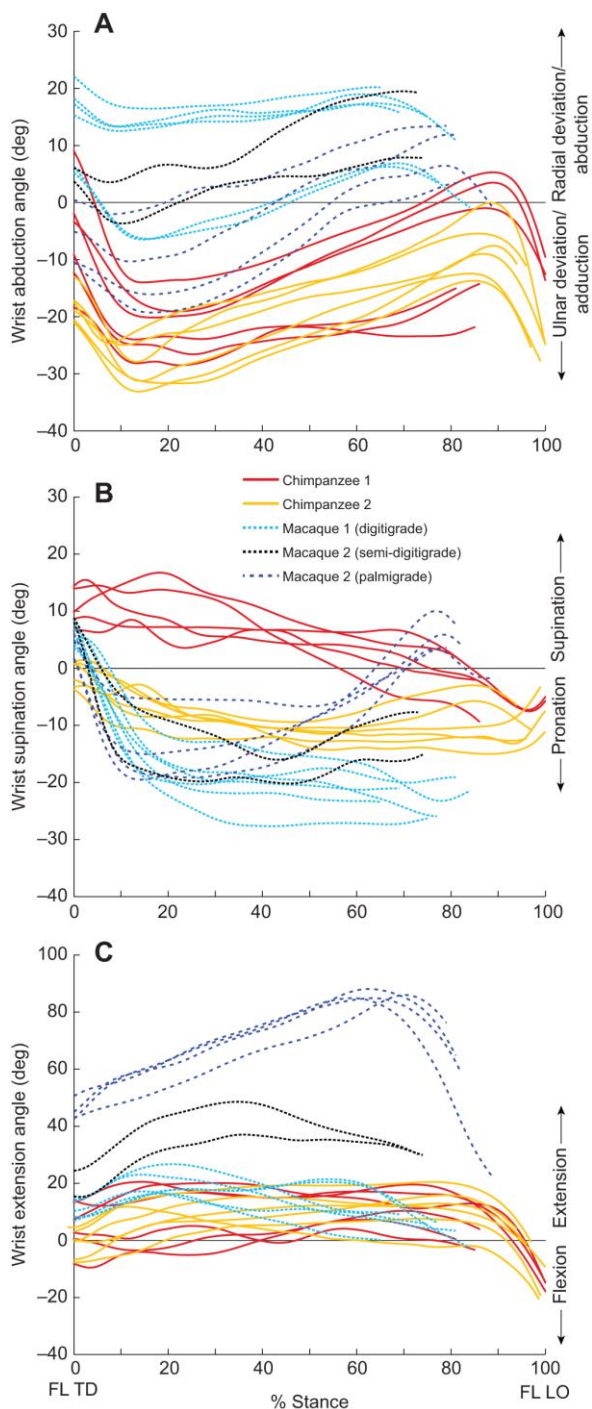 A
30
20
10
0
–10
–20
–30
–40
Wrist abduction angle (deg)
0
20
40
60
80
100
Radial deviation/
abduction
Ulnar deviation/
adduction
B
30
20
10
0
–10
–20
–30
–40
Wrist supination angle (deg)
Chimpanzee 1
Chimpanzee 2
Macaque 1 (digitigrade)
Macaque 2 (semi-digitigrade)
Macaque 2 (palmigrade)
0
20
40
60
80
100
Supination
Pronation
C
100
80
60
40
20
0
–20
–40
Wrist extension angle (deg)
Extension
Flexion
0
20
40
60
80
100
FL TD
% Stance
FL LO